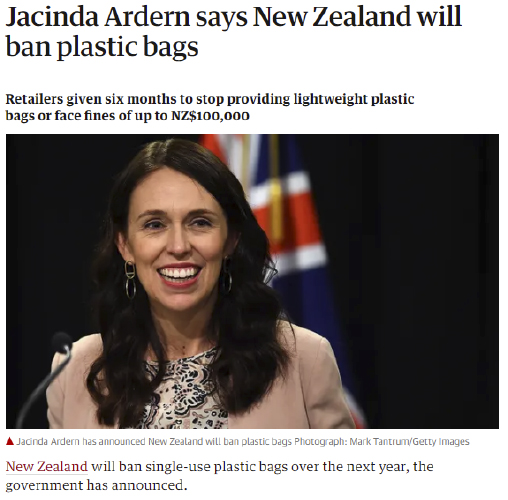 Jacinda Ardern says New Zealand will
ban plastic bags
Retailers given six months to stop providing lightweight plastic
bags or face fines of up to NZ$100,000
Jacinda Ardern has announced New Zealand will ban plastic bags Photograph: Mark Tantrum/Getty Images
New Zealand will ban single-use plastic bags over the next year, the
government has announced.